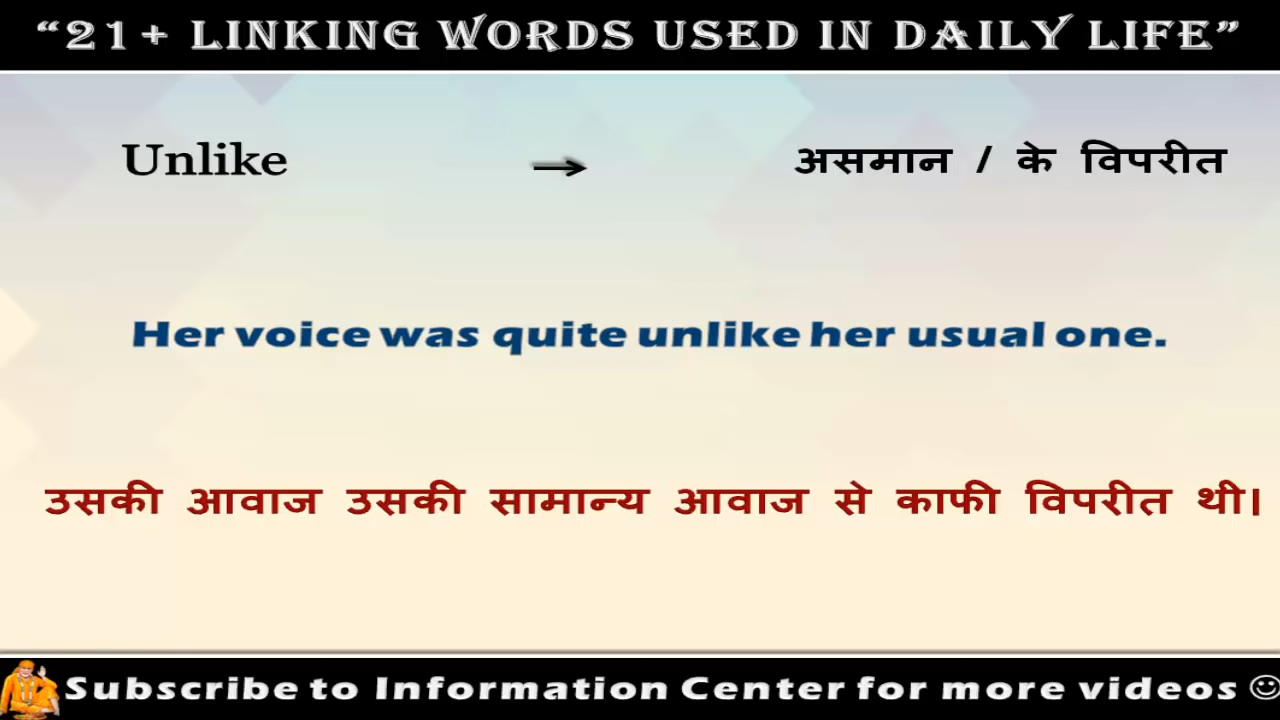 “21+ LINKING WORDS USED IN DAILY LIFE”
Unlike → असमान / के विपरीत
Her voice was quite unlike her usual one.
उसकी आवाज उसकी सामान्य आवाज से काफी विपरीत थी।
Subscribe to Information Center for more videos ☺